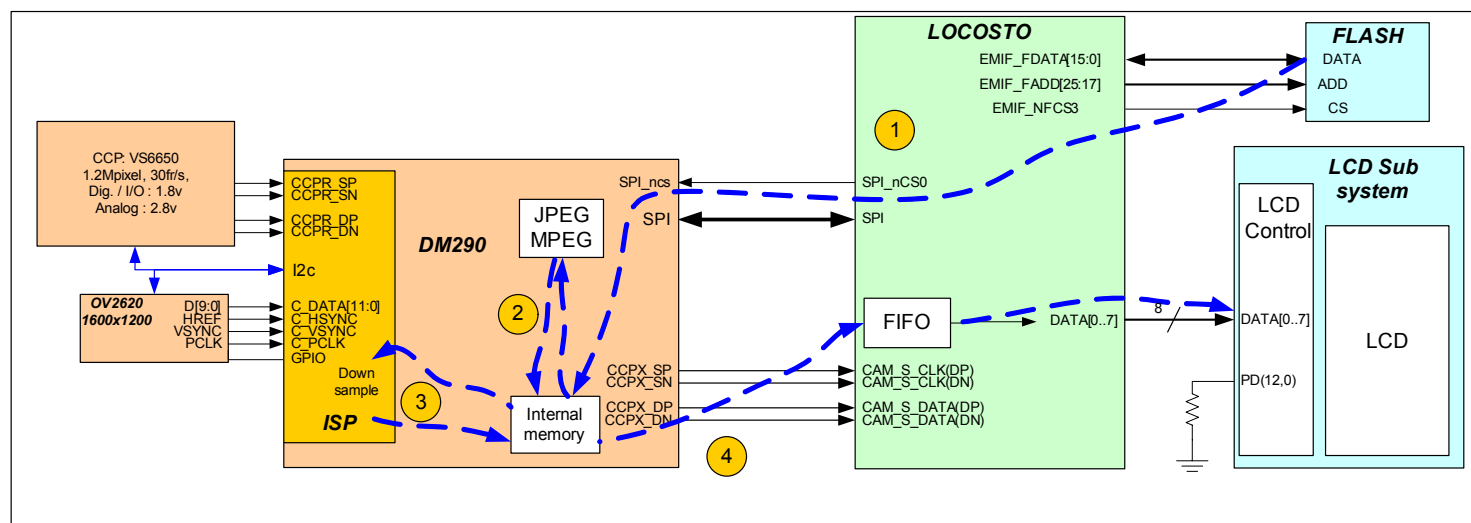 LOCOSTO
EMIF_FDATA[15:0]
EMIF_FADD[25:17]
EMIF_NFCS3
FLASH
DATA
ADD
CS
1
CCP: VS6650
1.2Mpixel, 30fr/s,
Dig. / I/O : 1.8v
Analog : 2.8v
CCPR_SP
CCPR_SN
CCPR_DP
CCPR_DN
I2c
OV2620
1600x1200
D[9:0]
HREF
VSYNC
PCLK
C_DATA[11:0]
C_HSYNC
C_VSYNC
C_PCLK
GPIO
Down
sample
ISP
DM290
JPEG
MPEG
2
3
Internal
memory
SPI_ncs
SPI
SPI_nCS0
SPI
CCPX_SP
CCPX_SN
CCPX_DP
CCPX_DN
4
FIFO
DATA[0..7]
8
CAM_S_CLK(DP)
CAM_S_CLK(DN)
CAM_S_DATA(DP)
CAM_S_DATA(DN)
LCD Sub
system
LCD
Control
DATA[0..7]
PD(12,0)
LCD